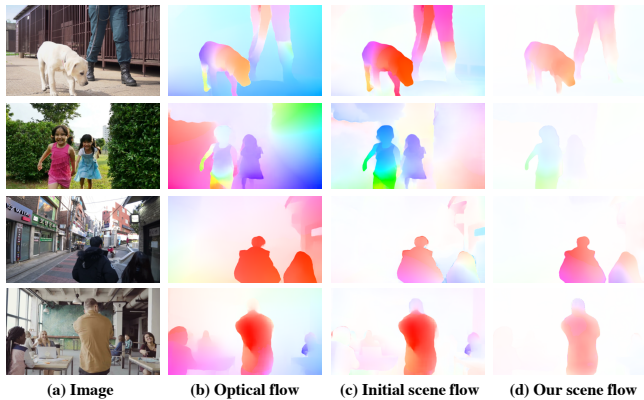 (a) Image
(b) Optical flow
(c) Initial scene flow
(d) Our scene flow